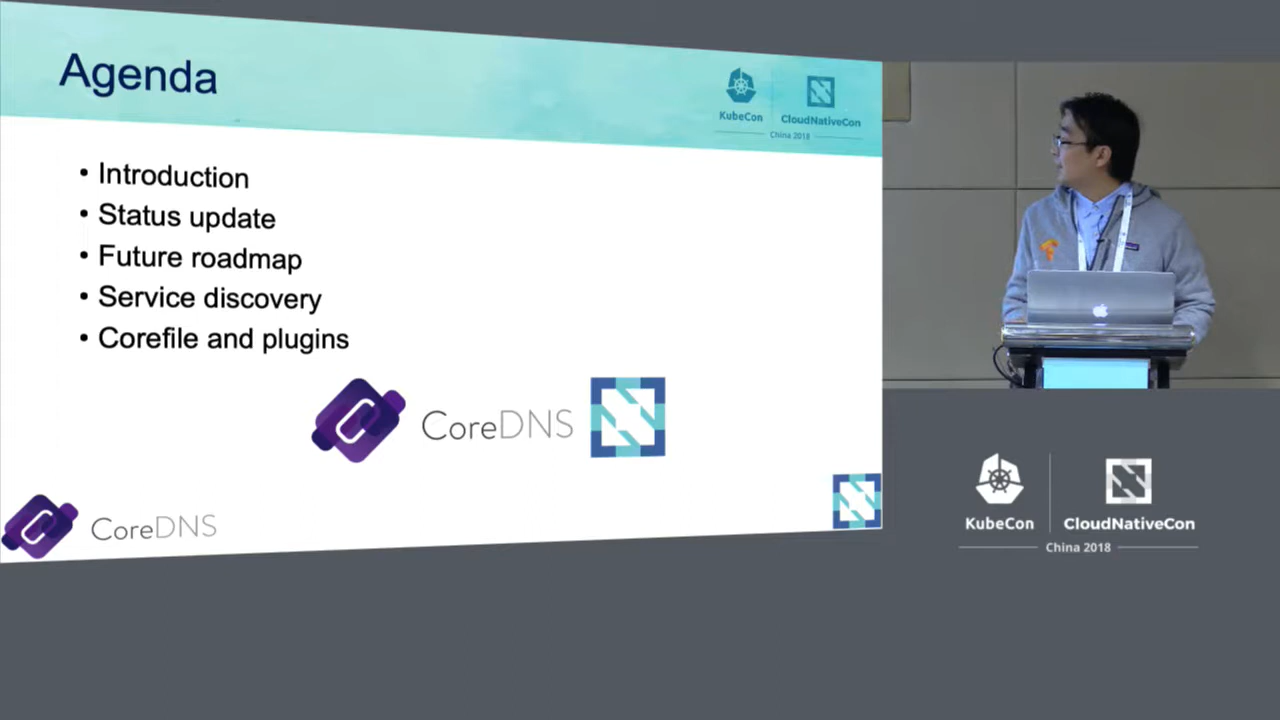 Agenda
KubeCon
CloudNativeCon
China 2018
• Introduction
• Status update
• Future roadmap
• Service discovery
• Corefile and plugins
CoreDNS
CoreDNS
KubeCon
CloudNativeCon
China 2018